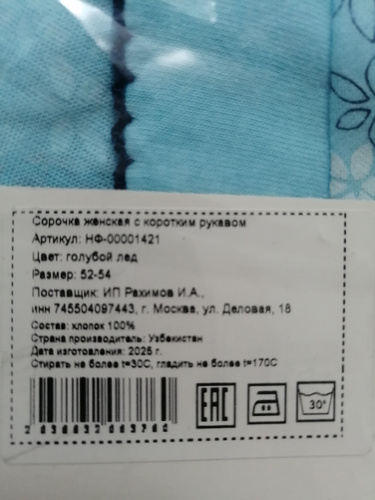 Сорочка женская с коротким рукавом
Артикул: НФ-00001421
Цвет: голубой лед
Размер: 52-54
Поставщик: ИП Рахимов И.А.,
инн 745504097443, г. Москва, ул. Деловая, 18
Состав: хлопок 100%
Страна производитель: Узбекистан
Дата изготовления: 2025 г.
Стирать не более t=30С, гладить не более t=170С
EAC
30°